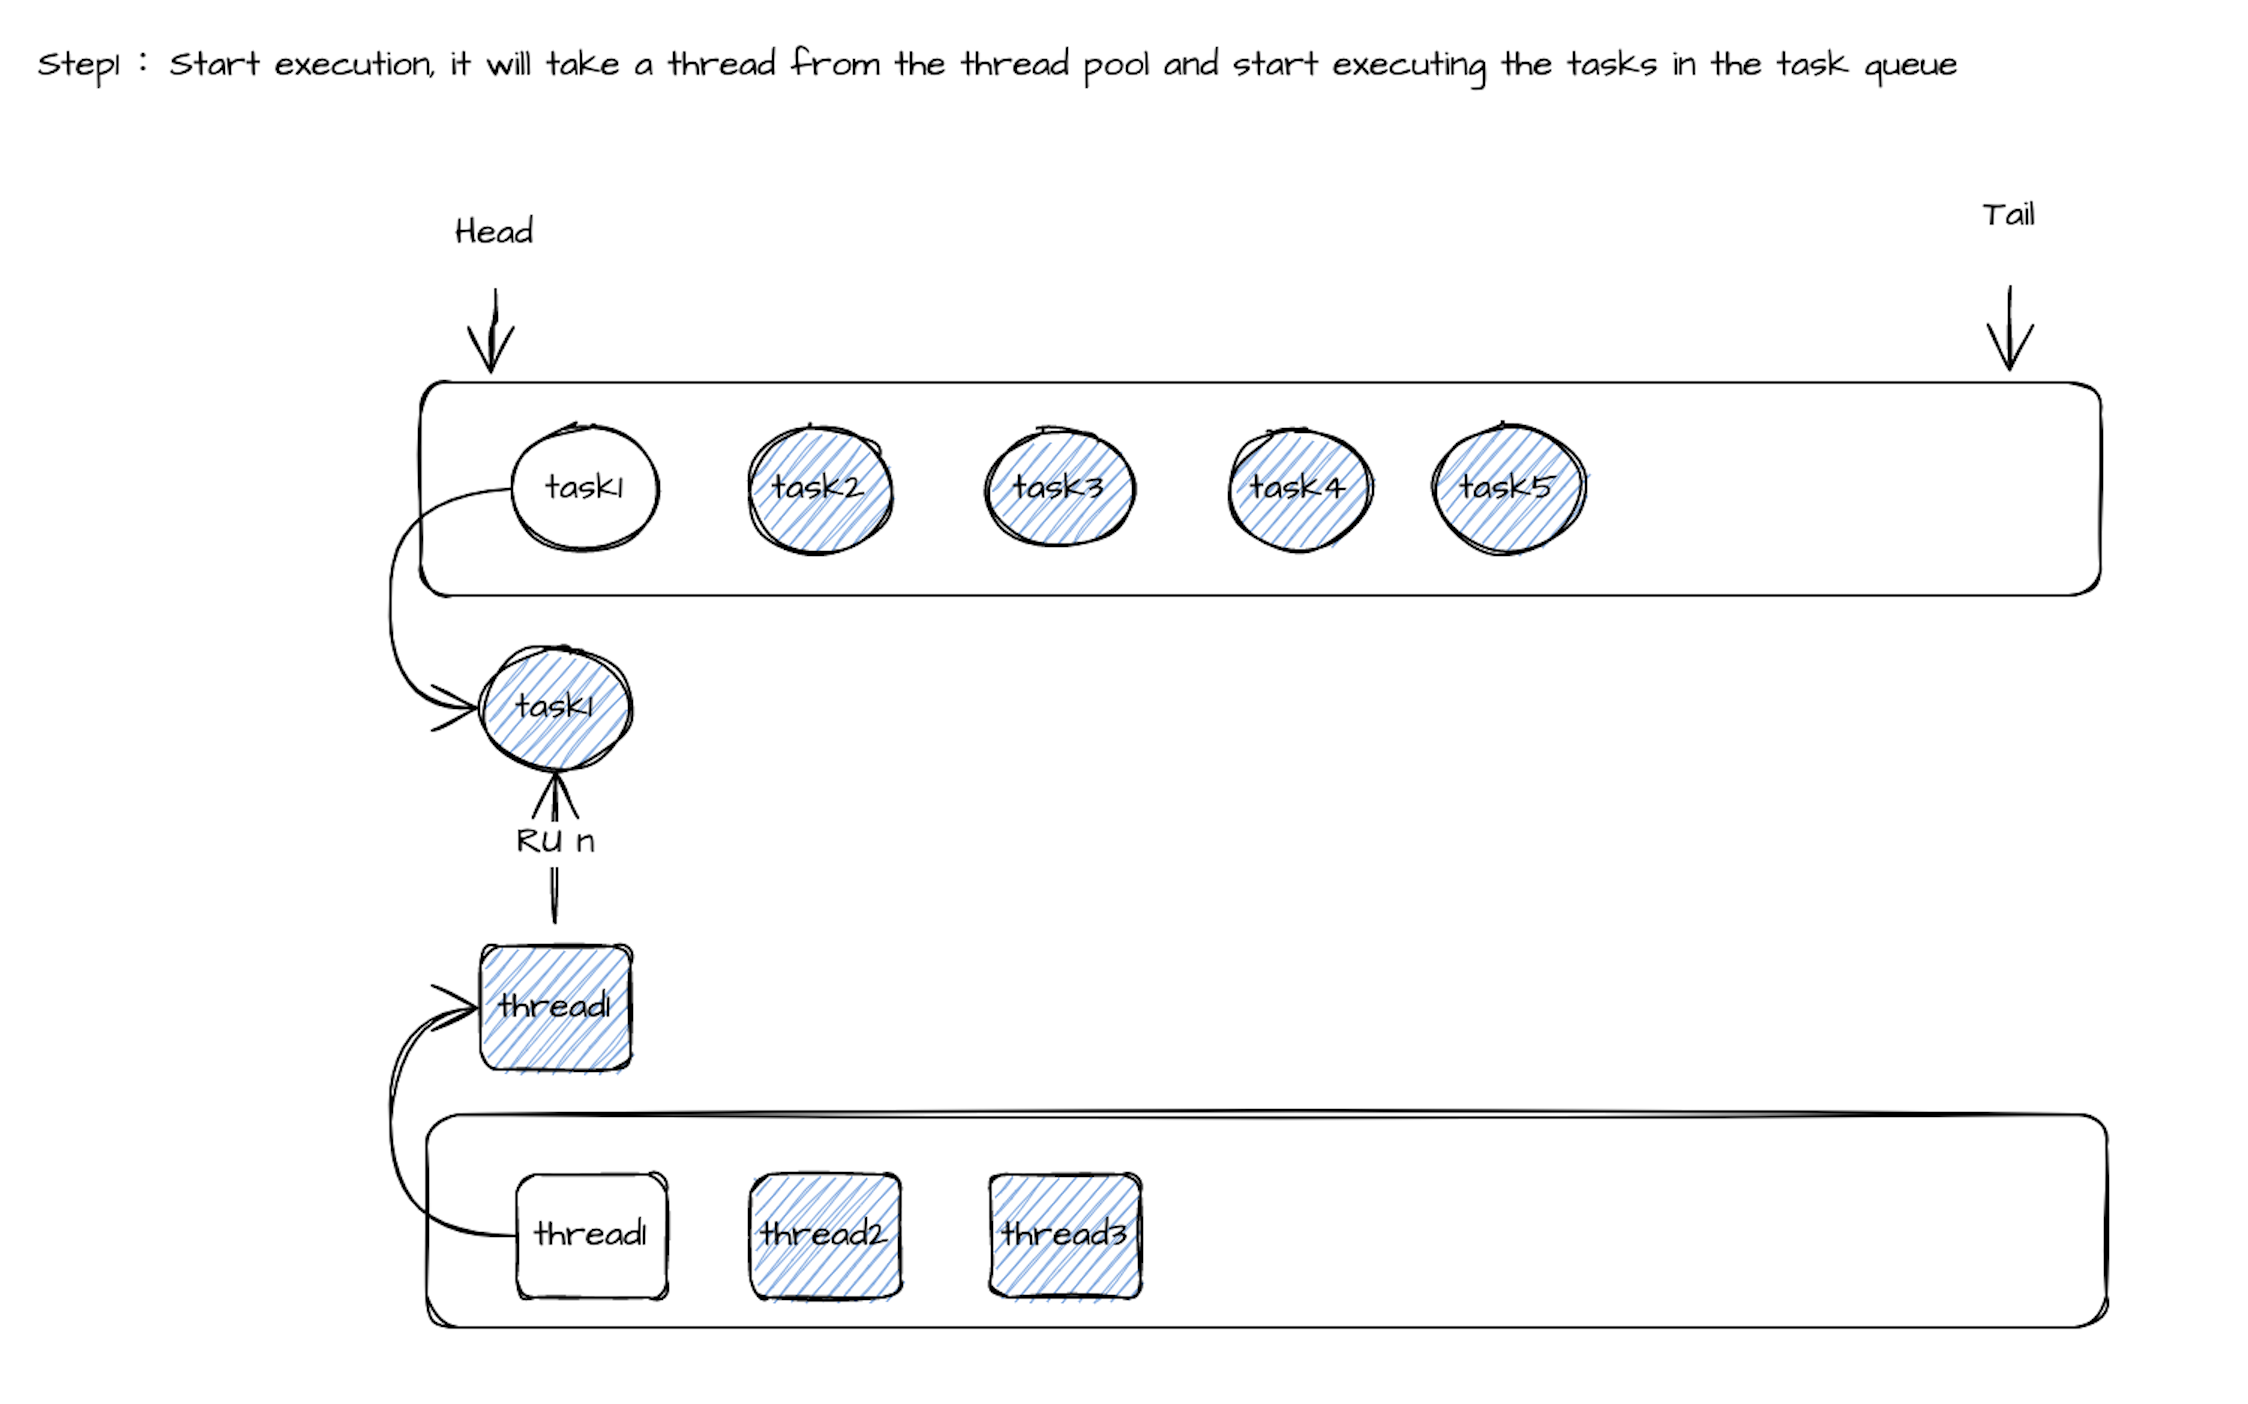 Step1 : Start execution, it will take a thread from the thread pool and start executing the tasks in the task queue
Head
Tail
task1
task2
task3
task4
task5
task1
RU n
thread1
thread1
thread2
thread3